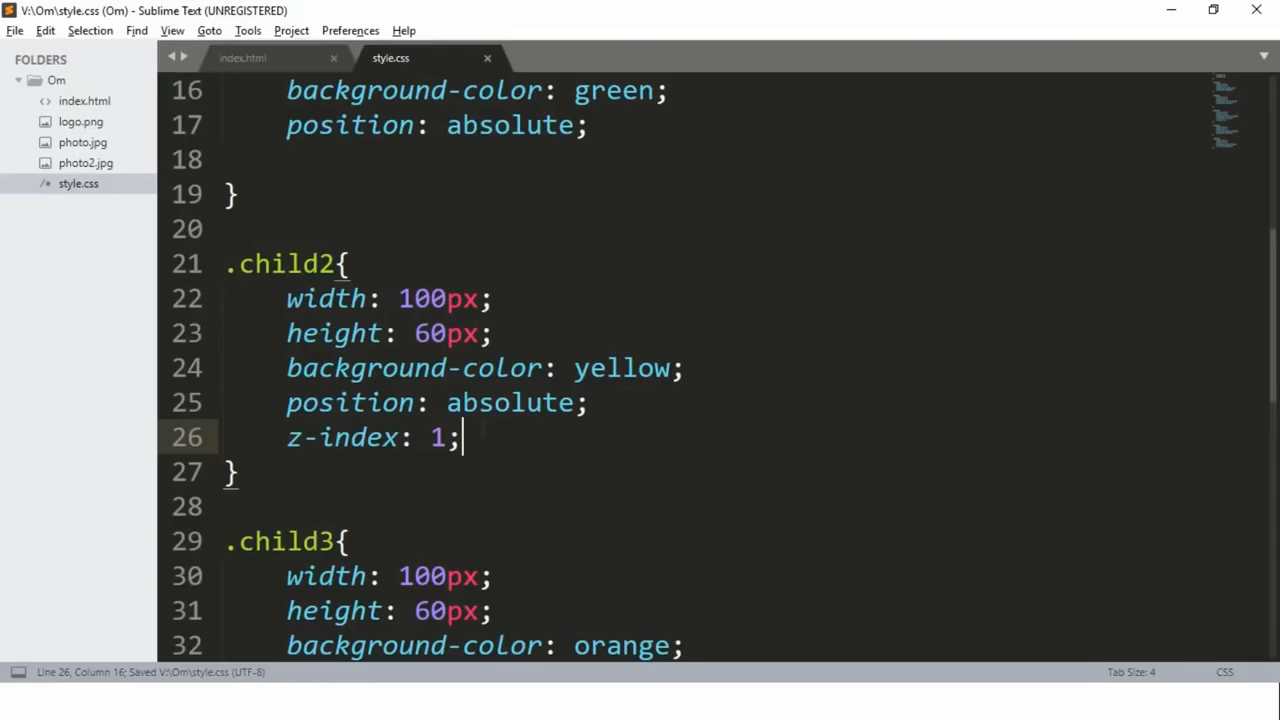 V:\Om\style.css (Om) - Sublime Text (UNREGISTERED)
File Edit Selection Find View Goto Tools Project Preferences Help
FOLDERS
Om
index.html
logo.png
photo.jpg
photo2.jpg
style.css
index.html
style.css
16 background-color: green;
17 position: absolute;
18
19 }
20
21 .child2{
22 width: 100px;
23 height: 60px;
24 background-color: yellow;
25 position: absolute;
26 z-index: 1;
27 }
28
29 .child3{
30 width: 100px;
31 height: 60px;
32 background-color: orange;
Line 26, Column 16; Saved V:\Om\style.css (UTF-8)
Tab Size: 4
CSS